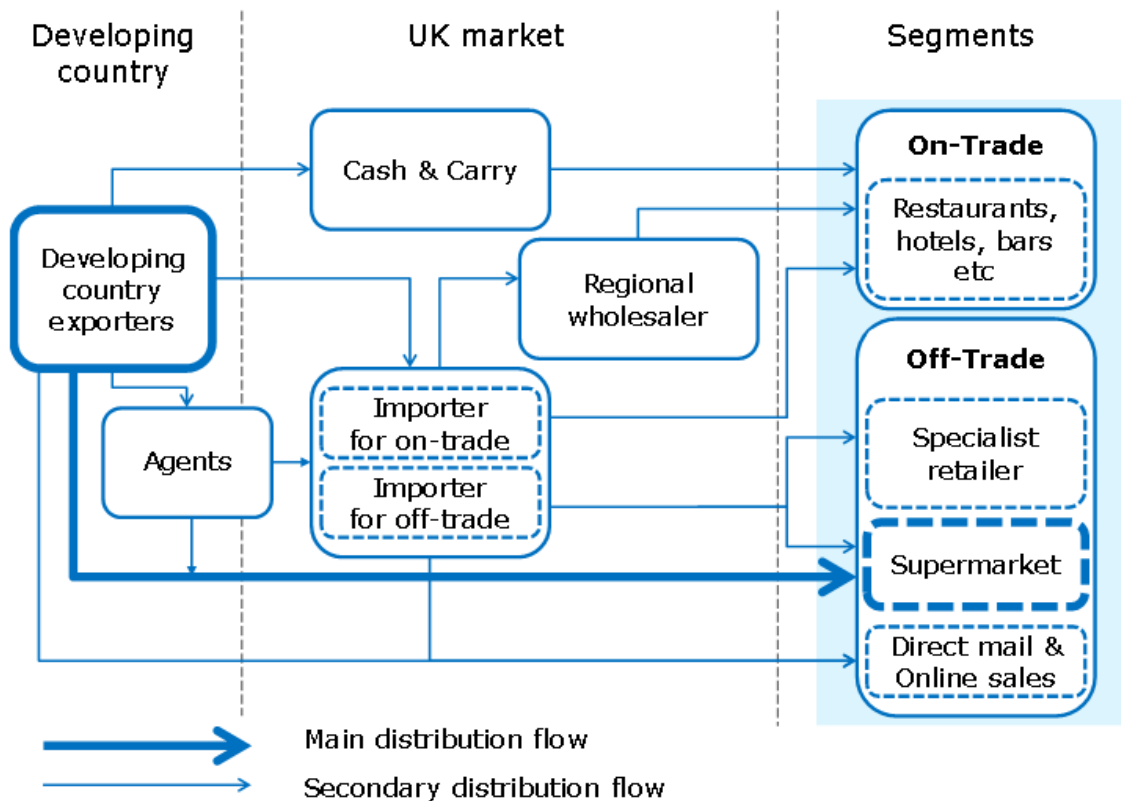 Developing
country
UK market
Segments
Cash & Carry
On-Trade
Restaurants,
hotels, bars
etc
Developing
country
exporters
Regional
wholesaler
Off-Trade
Importer
for on-trade
Specialist
retailer
Agents
Importer
for off-trade
Supermarket
Direct mail &
Online sales
Main distribution flow
Secondary distribution flow